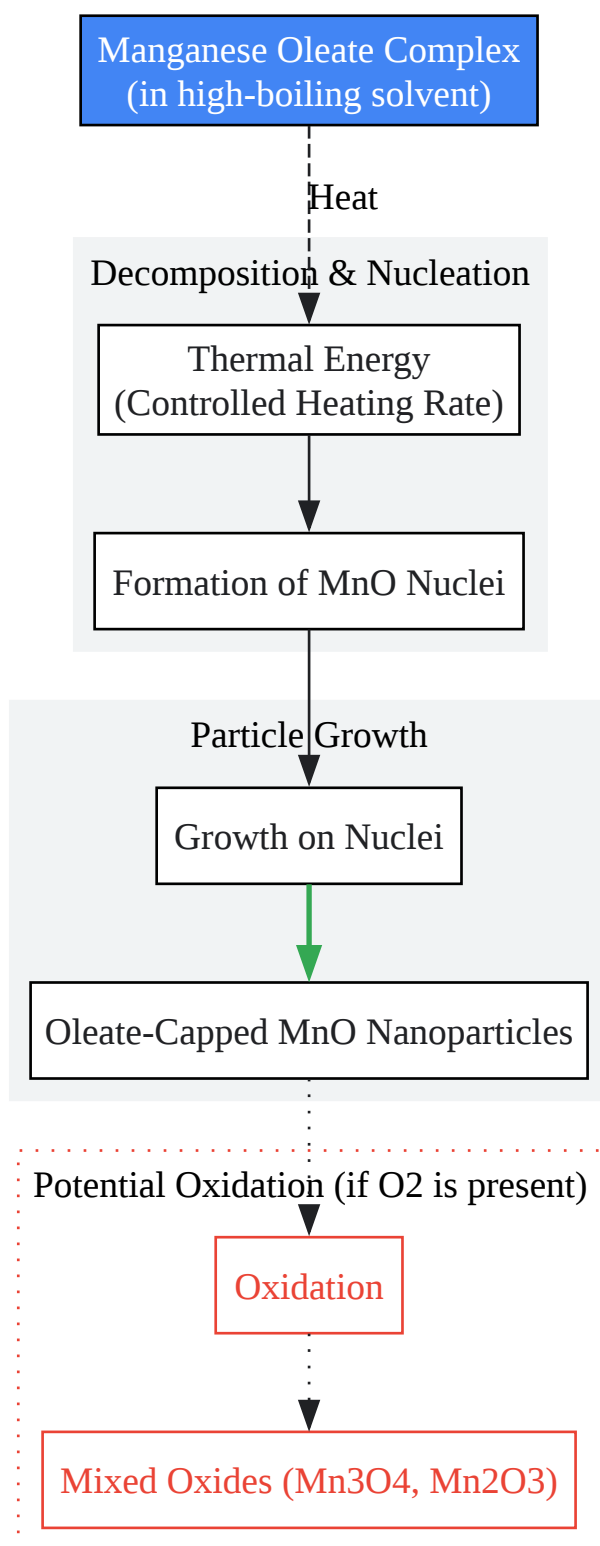 Manganese Oleate Complex
(in high-boiling solvent)
Heat
Decomposition & Nucleation
Thermal Energy
(Controlled Heating Rate)
Formation of MnO Nuclei
Particle Growth
Growth on Nuclei
Oleate-Capped MnO Nanoparticles
Potential Oxidation (if O2 is present)
Oxidation
Mixed Oxides (Mn3O4, Mn2O3)